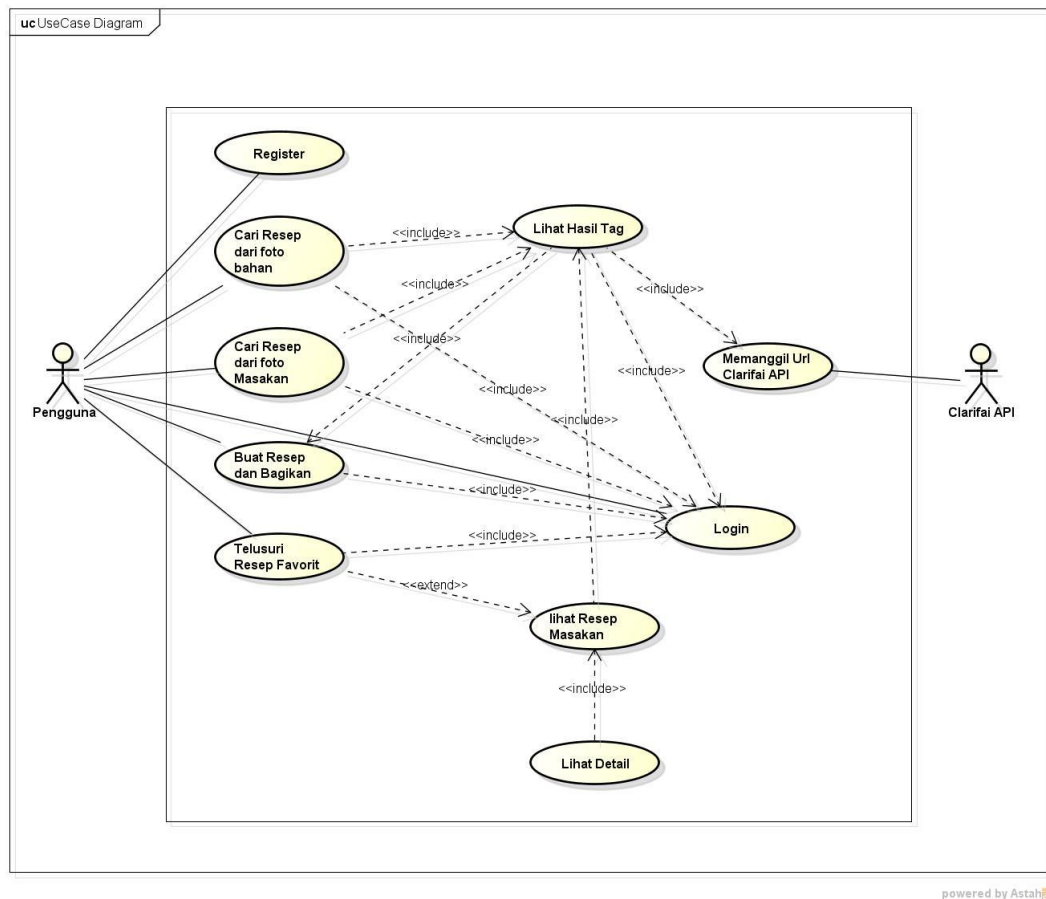 uc UseCase Diagram
Register
Cari Resep
dari foto
bahan
<<include>>
Lihat Hasil Tag
<<include>>
<<include>>
Cari Resep
dari foto
Masakan
<<include>>
Memanggil Url
Clarifai API
<<include>>
<<include>>
Pengguna
Clarifai API
<<include>>
<<include>>
Buat Resep
dan Bagikan
<<include>>
Login
<<include>>
Telusuri
Resep Favorit
<<extend>>
lihat Resep
Masakan
<<include>>
Lihat Detail
powered by Astah